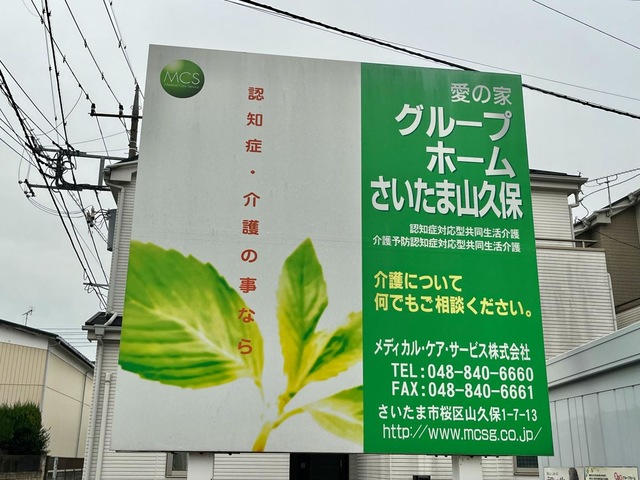 MCS
認知症・介護の事なら
愛の家
グループ
ホーム
さいたま山久保
認知症対応型共同生活介護
介護予防認知症対応型共同生活介護
介護について
何でもご相談ください。
メディカル・ケア・サービス株式会社
TEL:048-840-6660
FAX:048-840-6661
さいたま市桜区山久保1-7-13
http://www.mcsg.co.jp/